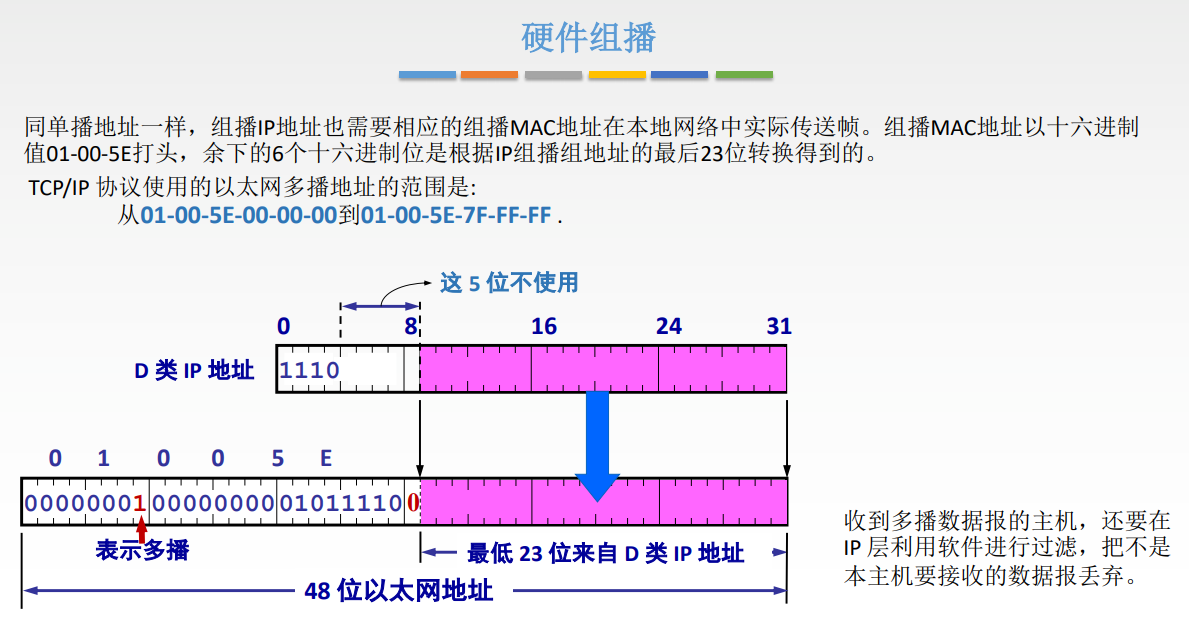 硬件组播
同单播地址一样，组播IP地址也需要相应的组播MAC地址在本地网络中实际传送帧。组播MAC地址以十六进制
值01-00-5E打头，余下的6个十六进制位是根据IP组播组地址的最后23位转换得到的。
TCP/IP 协议使用的以太网多播地址的范围是:
从01-00-5E-00-00-00到01-00-5E-7F-FF-FF .
这 5 位不使用
0 8 16 24 31
D 类 IP 地址
1110
0 1 0 0 5 E
00000001 00000000 01011110 0
表示多播
最低 23 位来自 D 类 IP 地址
48 位以太网地址
收到多播数据报的主机，还要在
IP 层利用软件进行过滤，把不是
本主机要接收的数据报丢弃。